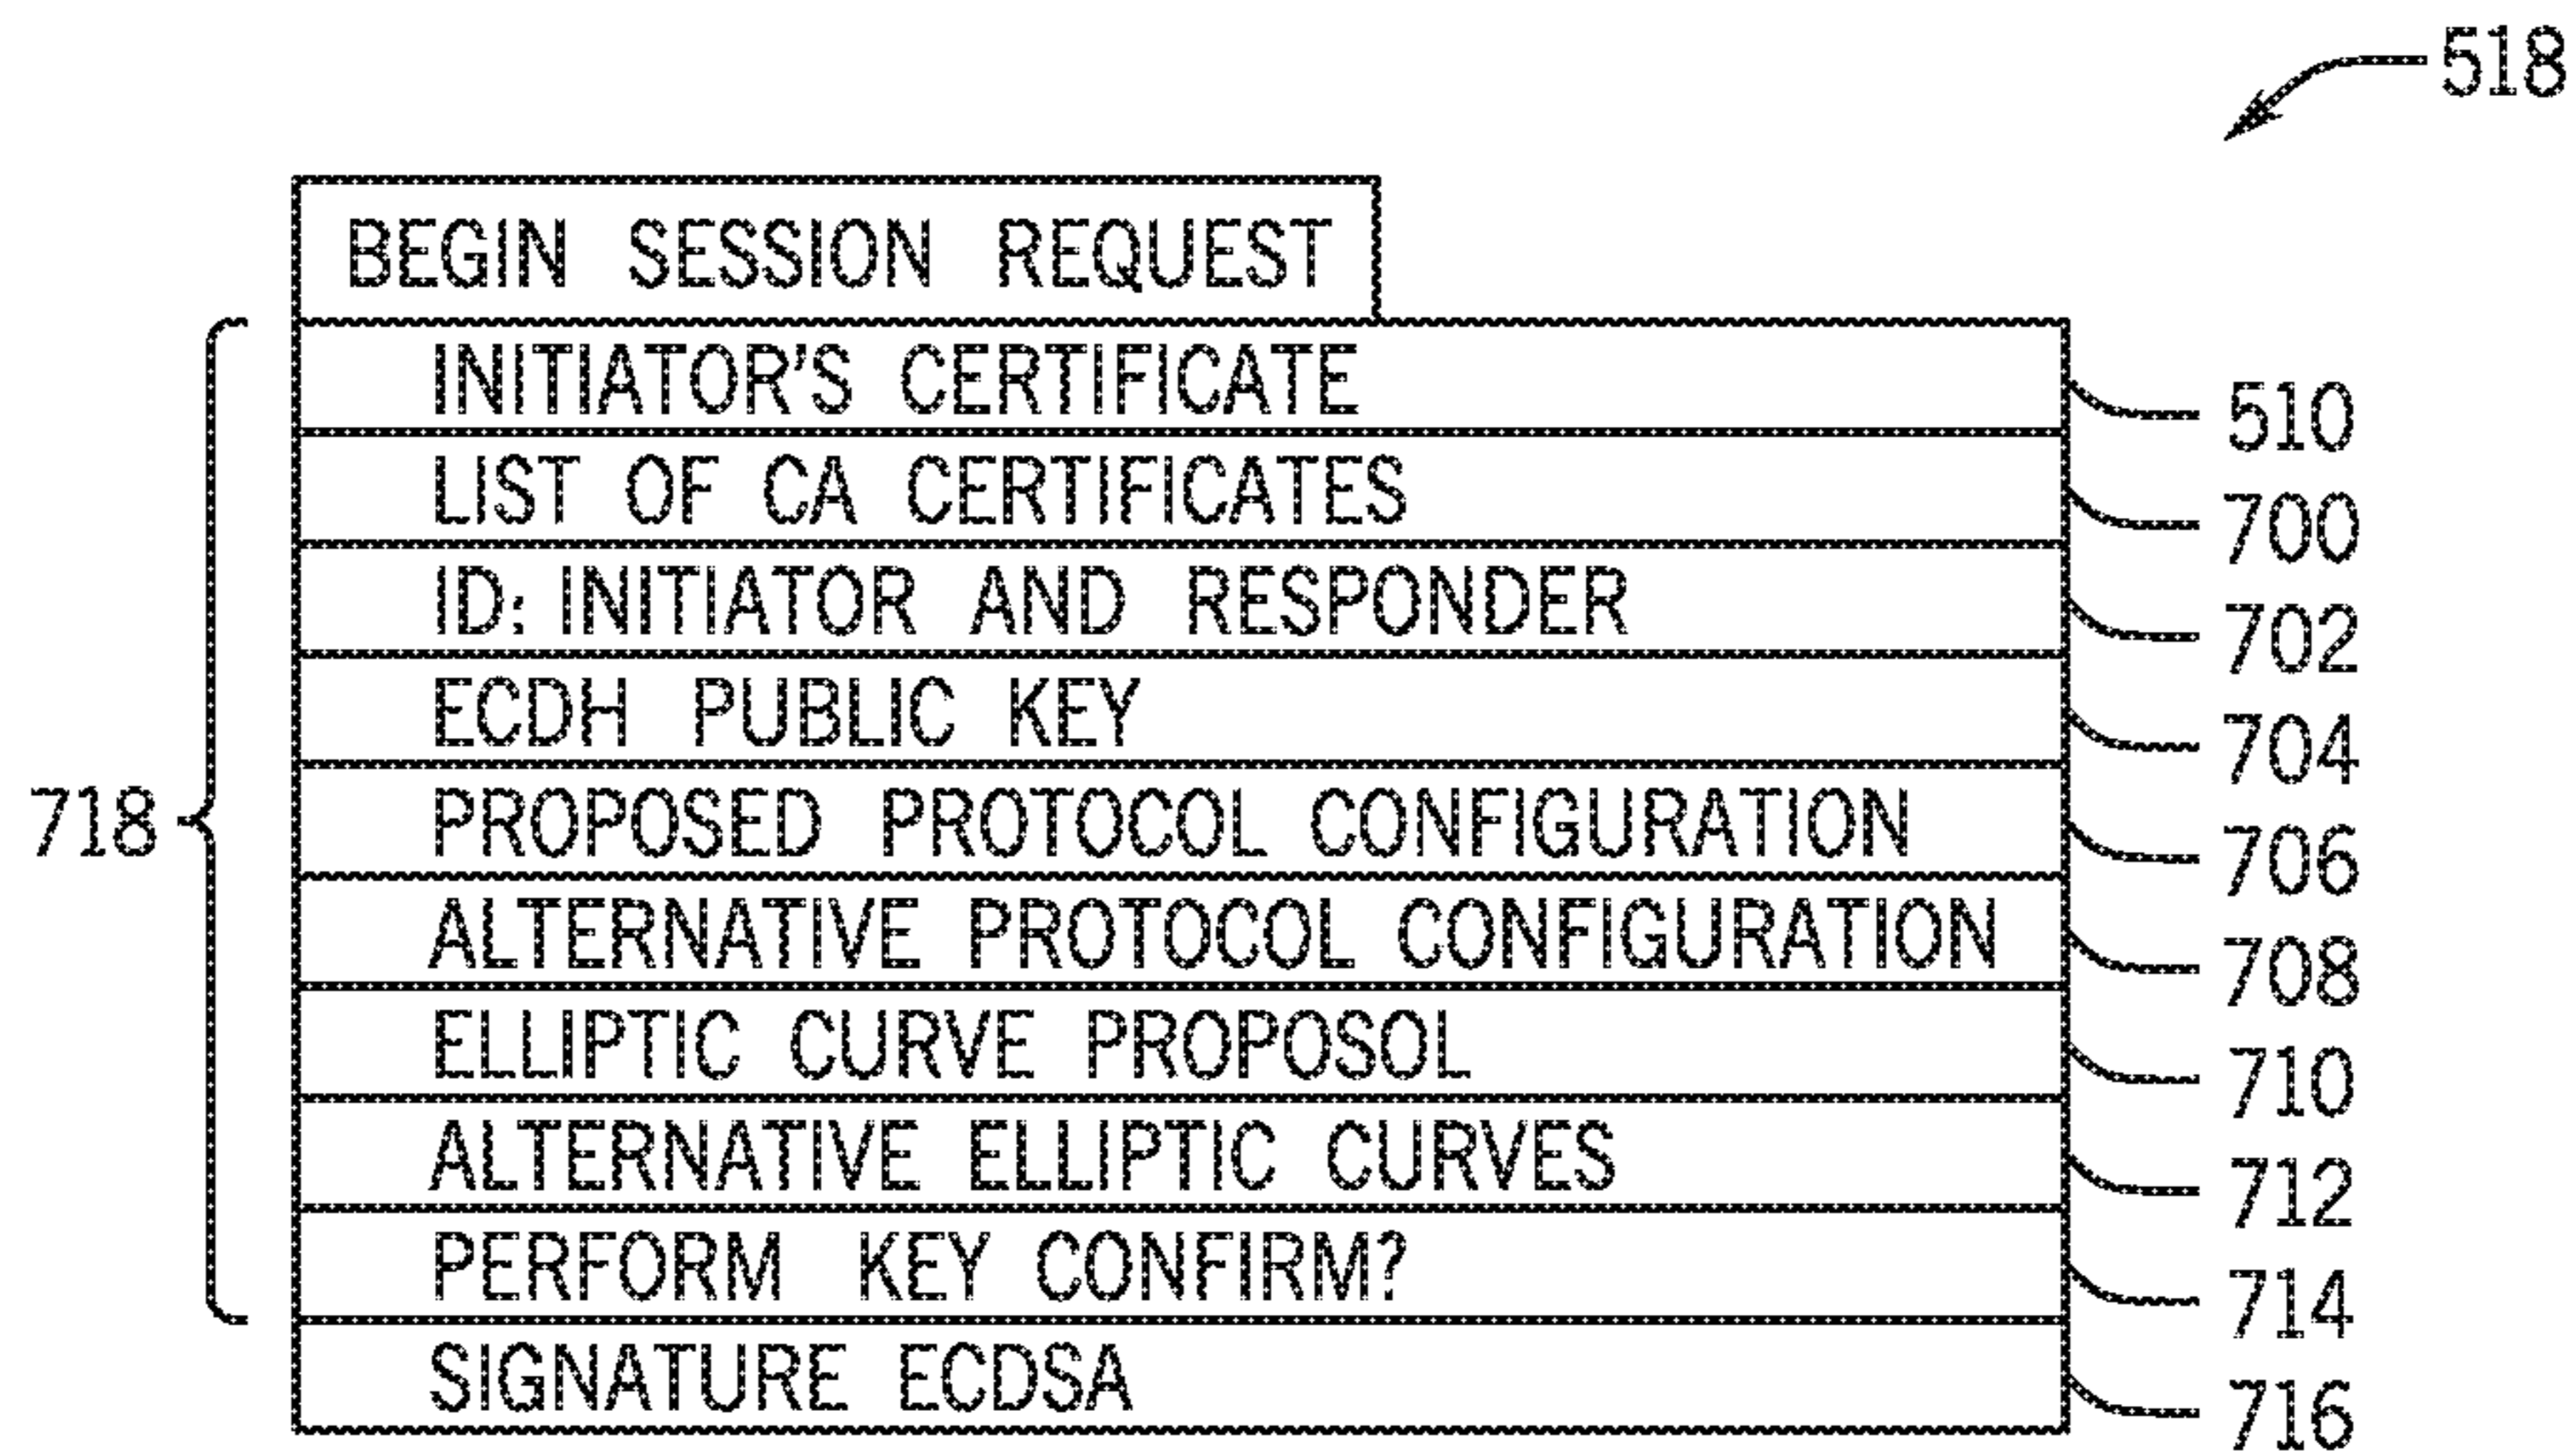 518
BEGIN SESSION REQUEST
INITIATOR'S CERTIFICATE
510
LIST OF CA CERTIFICATES
700
ID: INITIATOR AND RESPONDER
702
ECDH PUBLIC KEY
704
718
PROPOSED PROTOCOL CONFIGURATION
706
ALTERNATIVE PROTOCOL CONFIGURATION
708
ELLIPTIC CURVE PROPOSOL
710
ALTERNATIVE ELLIPTIC CURVES
712
PERFORM KEY CONFIRM?
714
SIGNATURE ECDSA
716